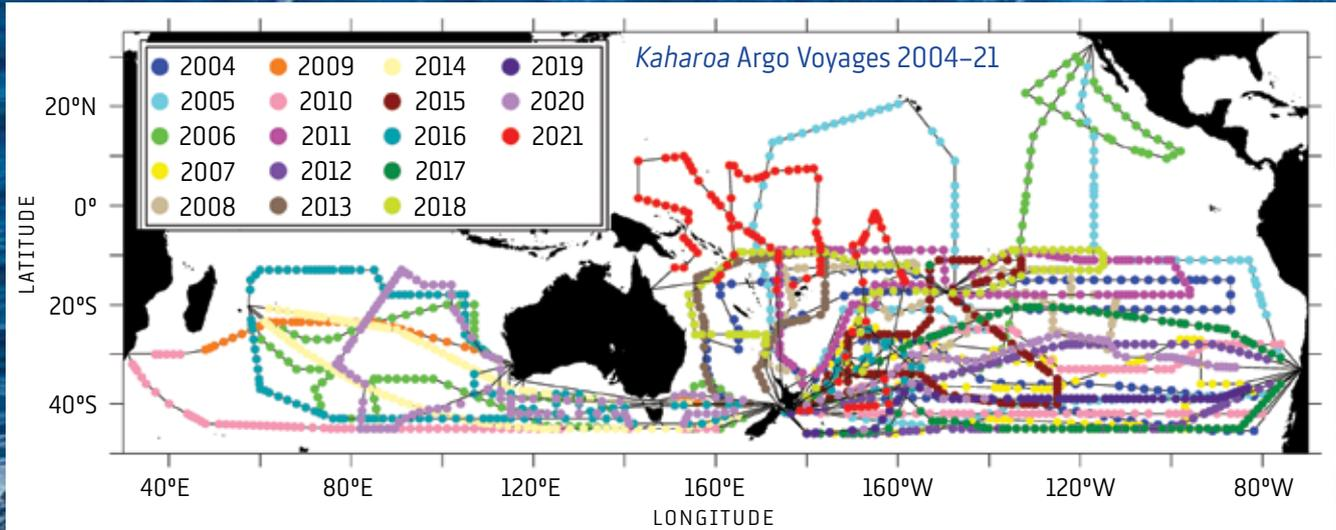 Kaharoa Argo Voyages 2004–21
2004 2009 2014 2019
2005 2010 2015 2020
2006 2011 2016 2021
2007 2012 2017
2008 2013 2018
LATITUDE
20°N
0°
20°S
40°S
40°E 80°E 120°E 160°E 160°W 120°W 80°W
LONGITUDE